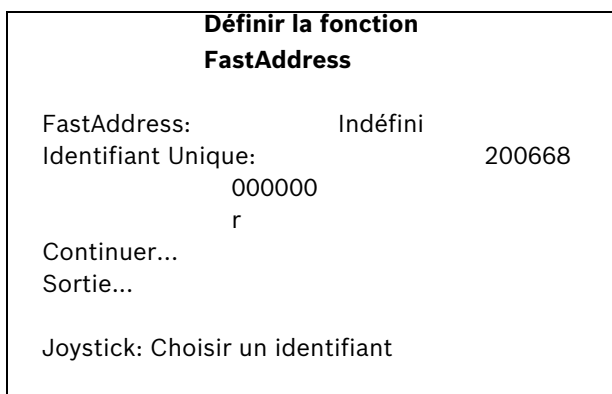 Définir la fonction
FastAddress
FastAddress: Indéfini
Identifiant Unique: 200668
000000
r
Continuer...
Sortie...
Joystick: Choisir un identifiant